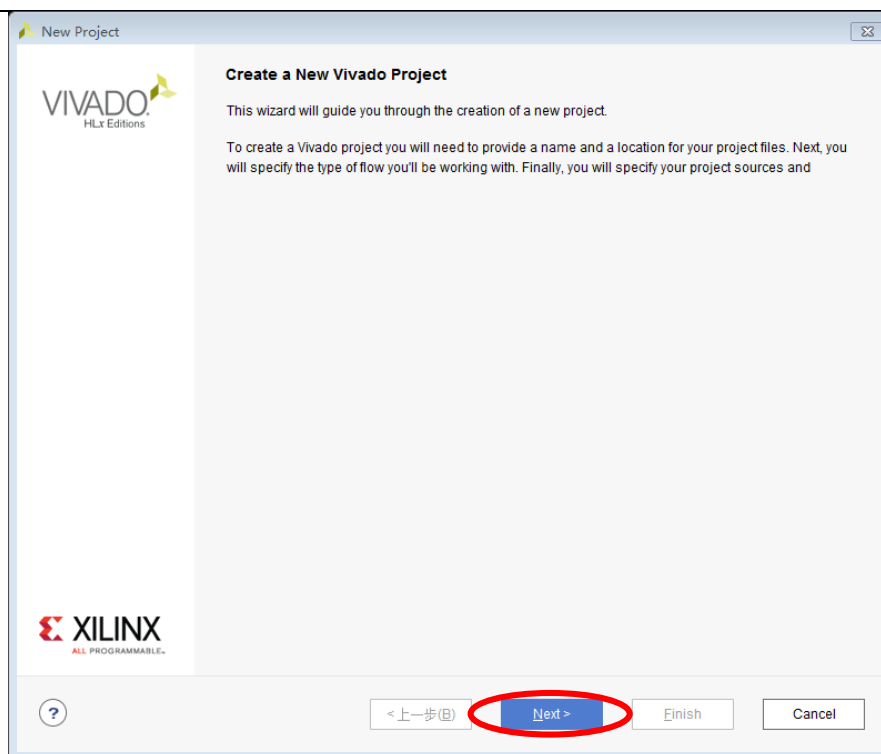 New Project
VIVADO.
HLx Editions
Create a New Vivado Project
This wizard will guide you through the creation of a new project.
To create a Vivado project you will need to provide a name and a location for your project files. Next, you
will specify the type of flow you'll be working with. Finally, you will specify your project sources and
XILINX
ALL PROGRAMMABLE™
?
<上一步(B)
Next >
Finish
Cancel